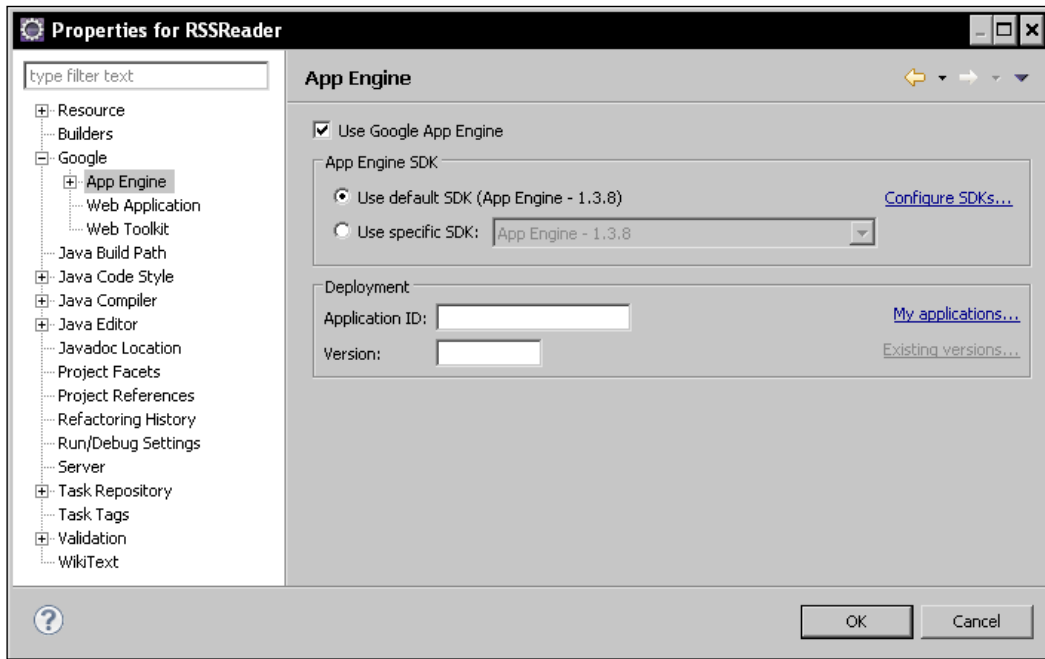 Properties for RSSReader
type filter text
Resource
Builders
Google
App Engine
Web Application
Web Toolkit
Java Build Path
Java Code Style
Java Compiler
Java Editor
Javadoc Location
Project Facets
Project References
Refactoring History
Run/Debug Settings
Server
Task Repository
Task Tags
Validation
WikiText
App Engine
Use Google App Engine
App Engine SDK
Use default SDK (App Engine - 1.3.8) Configure SDKs...
Use specific SDK: App Engine - 1.3.8
Deployment
Application ID: My applications...
Version: Existing versions...
? OK Cancel